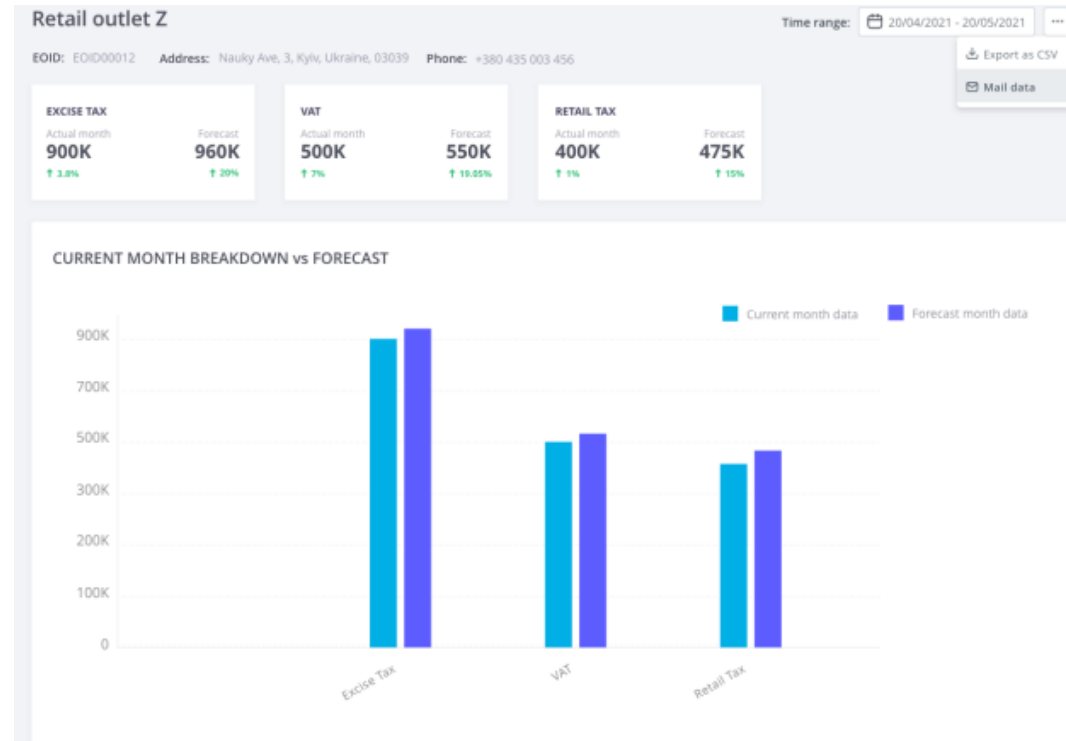 Retail outlet Z
Time range: 20/04/2021 - 20/05/2021 ...
EOID: EOID00012 Address: Nauky Ave, 3, Kyiv, Ukraine, 03039 Phone: +380 435 003 456
Export as CSV
Mail data
EXCISE TAX
Actual month Forecast
900K 960K
↑ 3.8% ↑ 20%
VAT
Actual month Forecast
500K 550K
↑ 7% ↑ 19.05%
RETAIL TAX
Actual month Forecast
400K 475K
↑ 1% ↑ 15%
CURRENT MONTH BREAKDOWN vs FORECAST
Current month data Forecast month data
900K
700K
500K
300K
200K
100K
0
Excise Tax VAT Retail Tax